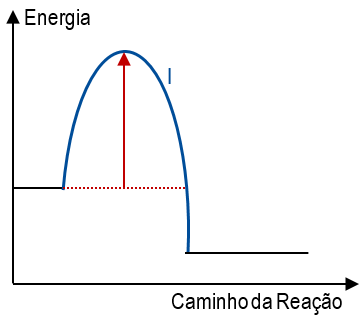 Energia
I
Caminho da Reação